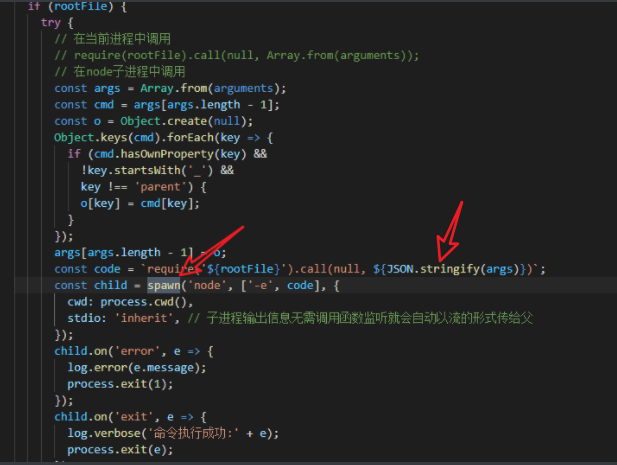 if (rootFile) {
try {
// 在当前进程中调用
// require(rootFile).call(null, Array.from(arguments));
// 在node子进程中调用
const args = Array.from(arguments);
const cmd = args[args.length - 1];
const o = Object.create(null);
Object.keys(cmd).forEach(key => {
if (cmd.hasOwnProperty(key) &&
!key.startsWith('_') &&
key !== 'parent') {
o[key] = cmd[key];
}
});
args[args.length - 1] = o;
const code = `require('${rootFile}').call(null, ${JSON.stringify(args)})`;
const child = spawn('node', ['-e', code], {
cwd: process.cwd(),
stdio: 'inherit', // 子进程输出信息无需调用函数监听就会自动以流的形式传给父
});
child.on('error', e => {
log.error(e.message);
process.exit(1);
});
child.on('exit', e => {
log.verbose('命令执行成功:' + e);
process.exit(e);